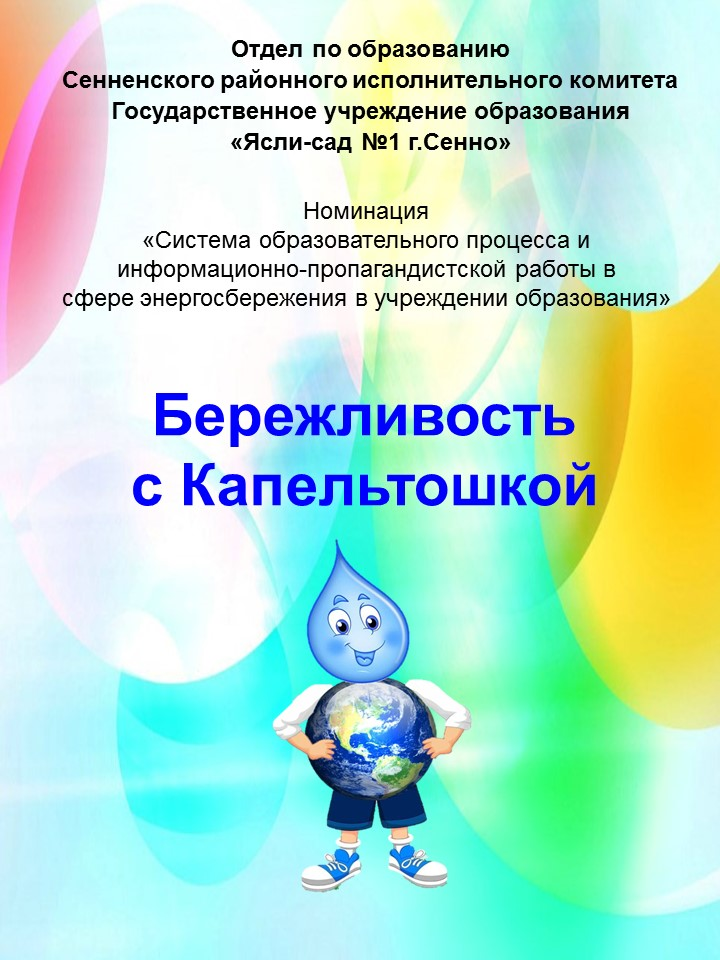 Отдел по образованию
Сенненского районного исполнительного комитета
Государственное учреждение образования
«Ясли-сад №1 г.Сенно»
Номинация
«Система образовательного процесса и
информационно-пропагандистской работы в
сфере энергосбережения в учреждении образования»
Бережливость
с Капельтошкой